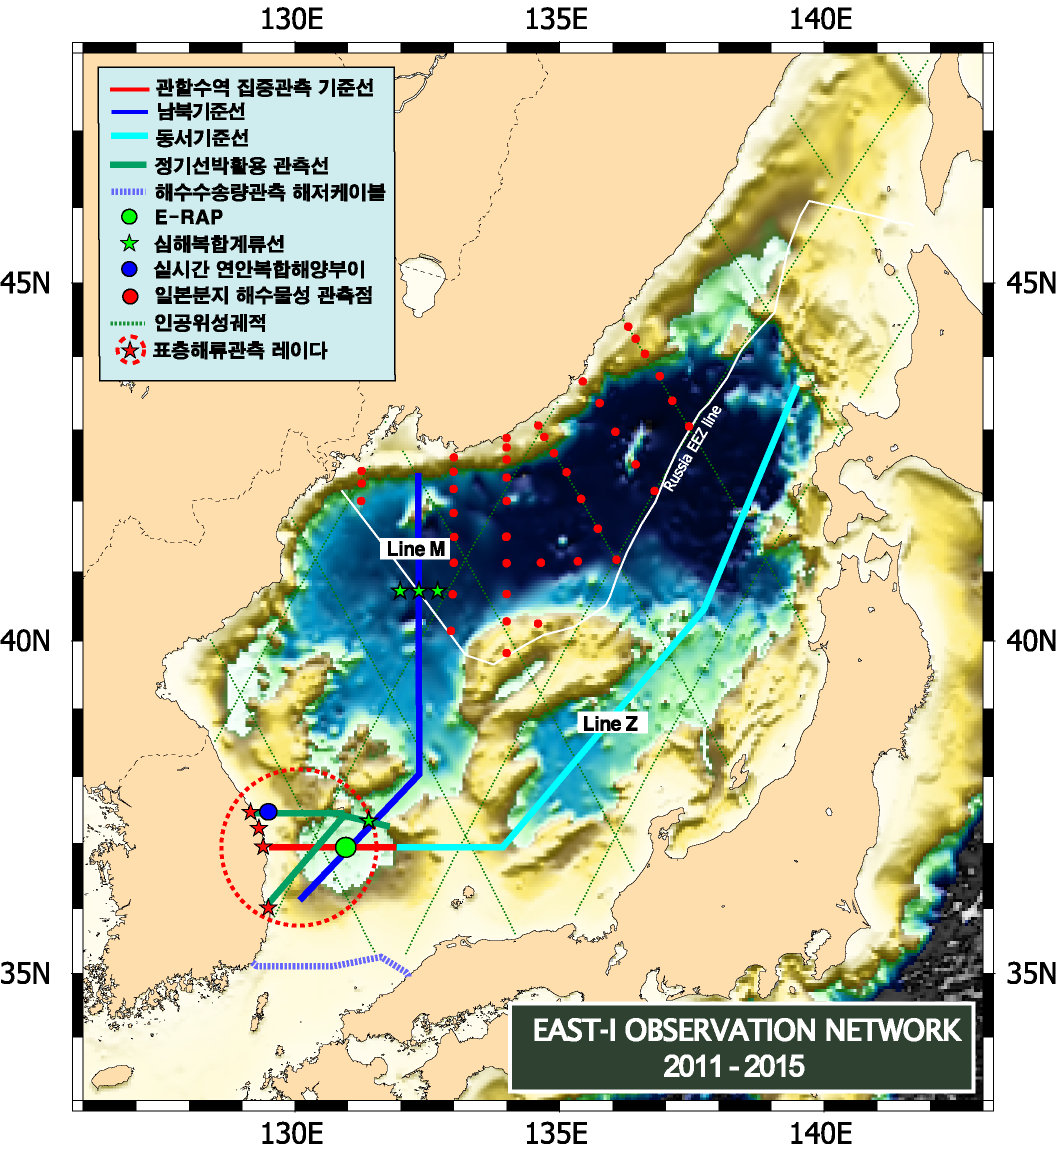 130E 135E 140E
관할수역 집중관측 기준선
남북기준선
동서기준선
정기선박활용 관측선
해수수송량관측 해저케이블
E-RAP
심해복합계류선
실시간 연안복합해양부이
일본분지 해수물성 관측점
인공위성궤적
표층해류관측 레이다
45N 45N
Russia EEZ line
Line M
40N 40N
Line Z
35N 35N
EAST-I OBSERVATION NETWORK
2011 - 2015
130E 135E 140E